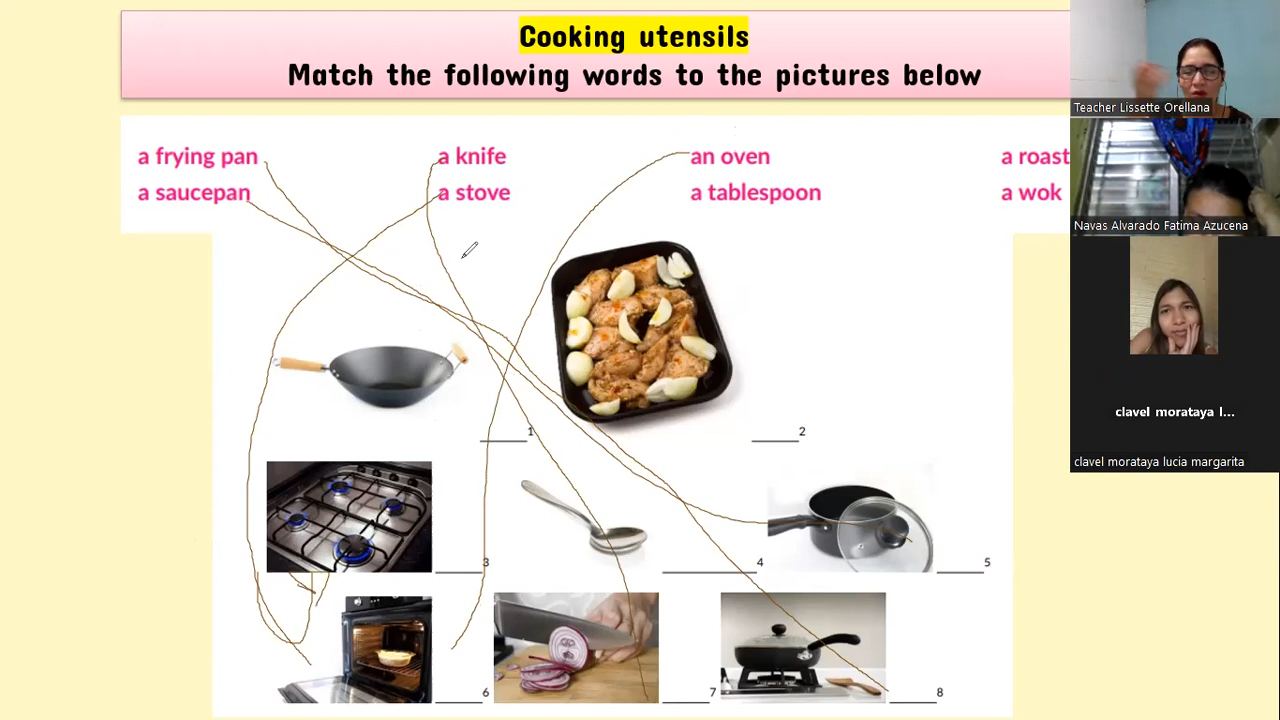 Cooking utensils
Match the following words to the pictures below
a frying pan a knife an oven a roast
a saucepan a stove a tablespoon a wok
1
2
3
4
5
6
7
8
Teacher Lissette Orellana
Navas Alvarado Fatima Azucena
clavel morataya l...
clavel morataya lucia margarita